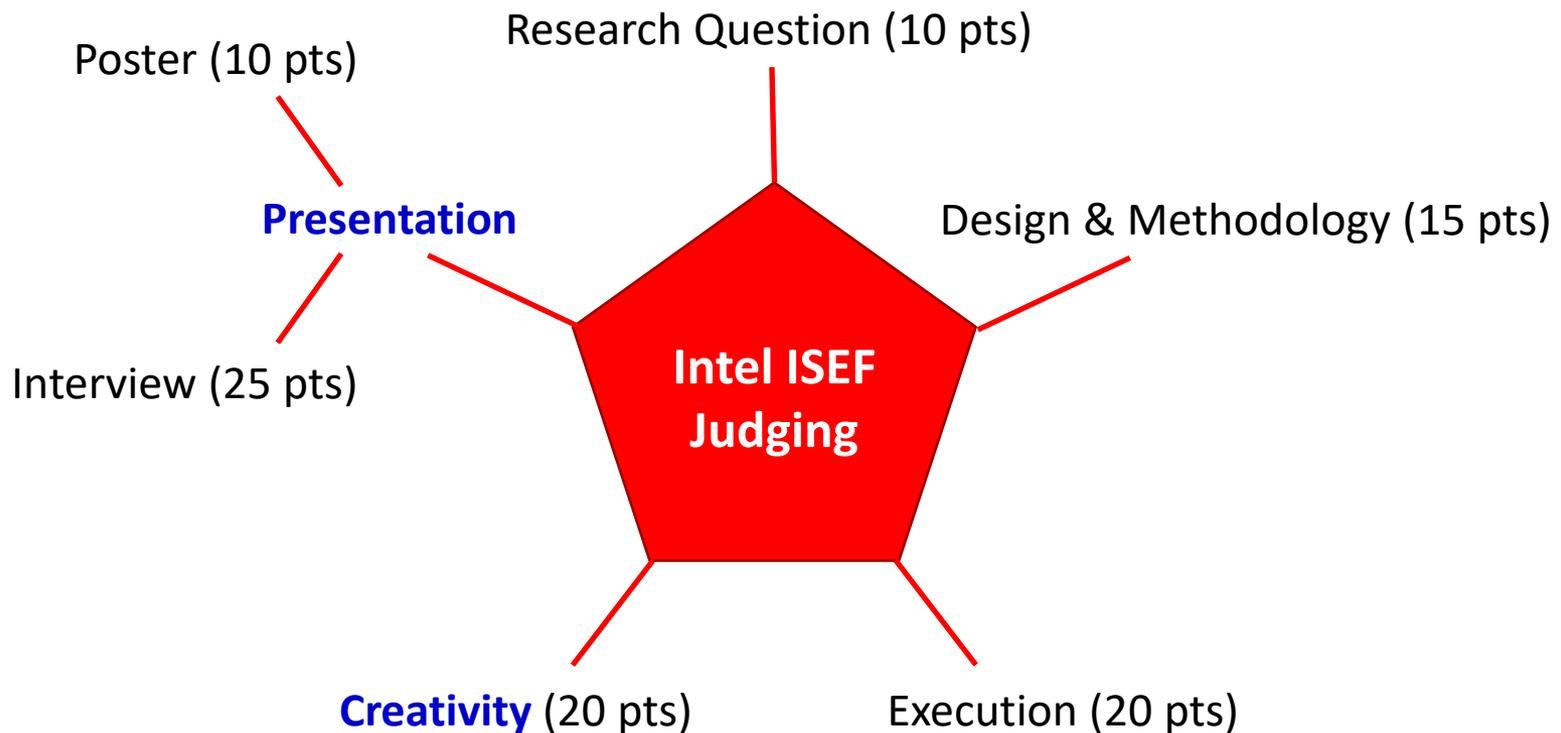 Research Question (10 pts)
Poster (10 pts)
Presentation
Design & Methodology (15 pts)
Interview (25 pts)
Intel ISEF
Judging
Creativity (20 pts)
Execution (20 pts)